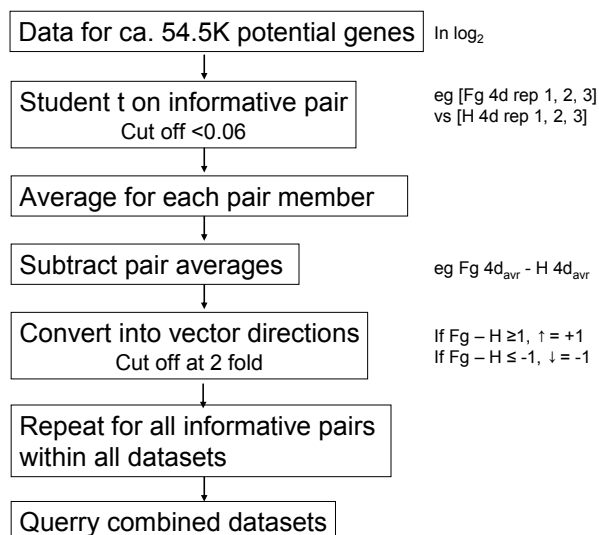 Data for ca. 54.5K potential genes
In log₂
Student t on informative pair
Cut off <0.06
eg [Fg 4d rep 1, 2, 3]
vs [H 4d rep 1, 2, 3]
Average for each pair member
Subtract pair averages
eg Fg 4dₐᵥᵣ - H 4dₐᵥᵣ
Convert into vector directions
Cut off at 2 fold
If Fg – H ≥1, ↑ = +1
If Fg – H ≤ -1, ↓ = -1
Repeat for all informative pairs
within all datasets
Querry combined datasets